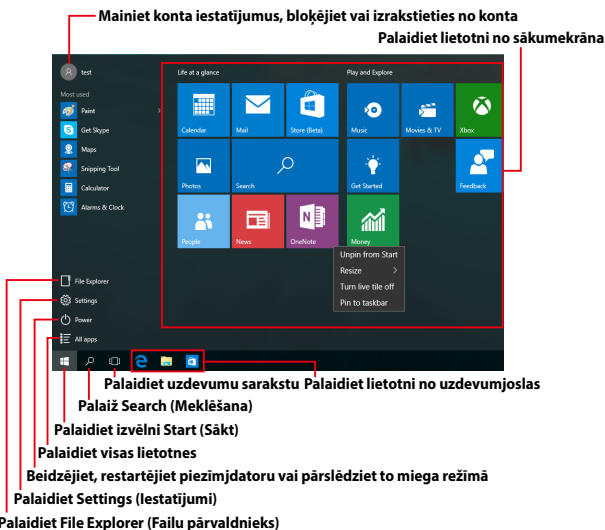 Mainiet konta iestatījumus, bloķējiet vai izrakstieties no konta
Palaidiet lietotni no sākumekrāna
test
Life at a glance
Play and Explore
Most used
Paint
Get Skype
Maps
Snipping Tool
Calculator
Alarms & Clock
Calendar
Mail
Store (Beta)
Music
Movies & TV
Xbox
Photos
Search
Get Started
Feedback
People
News
OneNote
Money
Unpin from Start
Resize
Turn live tile off
Pin to taskbar
File Explorer
Settings
Power
All apps
Palaidiet uzdevumu sarakstu
Palaidiet lietotni no uzdevumjoslas
Palaiž Search (Meklēšana)
Palaidiet izvēlni Start (Sākt)
Palaidiet visas lietotnes
Beidzējiet, restartējiet piezīmjdatoru vai pārslēdziet to miega režīmā
Palaidiet Settings (Iestatījumi)
Palaidiet File Explorer (Failu pārvaldnieks)